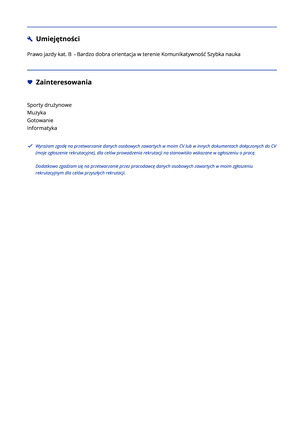 Umiejętności
Prawo jazdy kat. B - Bardzo dobra orientacja w terenie Komunikatywność Szybka nauka
Zainteresowania
Sporty drużynowe
Muzyka
Gotowanie
Informatyka
Wyrażam zgodę na przetwarzanie danych osobowych zawartych w moim CV lub w innych dokumentach dołączonych do CV
(moje zgłoszenie rekrutacyjne), dla celów prowadzenia rekrutacji na stanowisko wskazane w ogłoszeniu o pracę.
Dodatkowo zgadzam się na przetwarzanie przez pracodawcę danych osobowych zawartych w moim zgłoszeniu
rekrutacyjnym dla celów przyszłych rekrutacji.